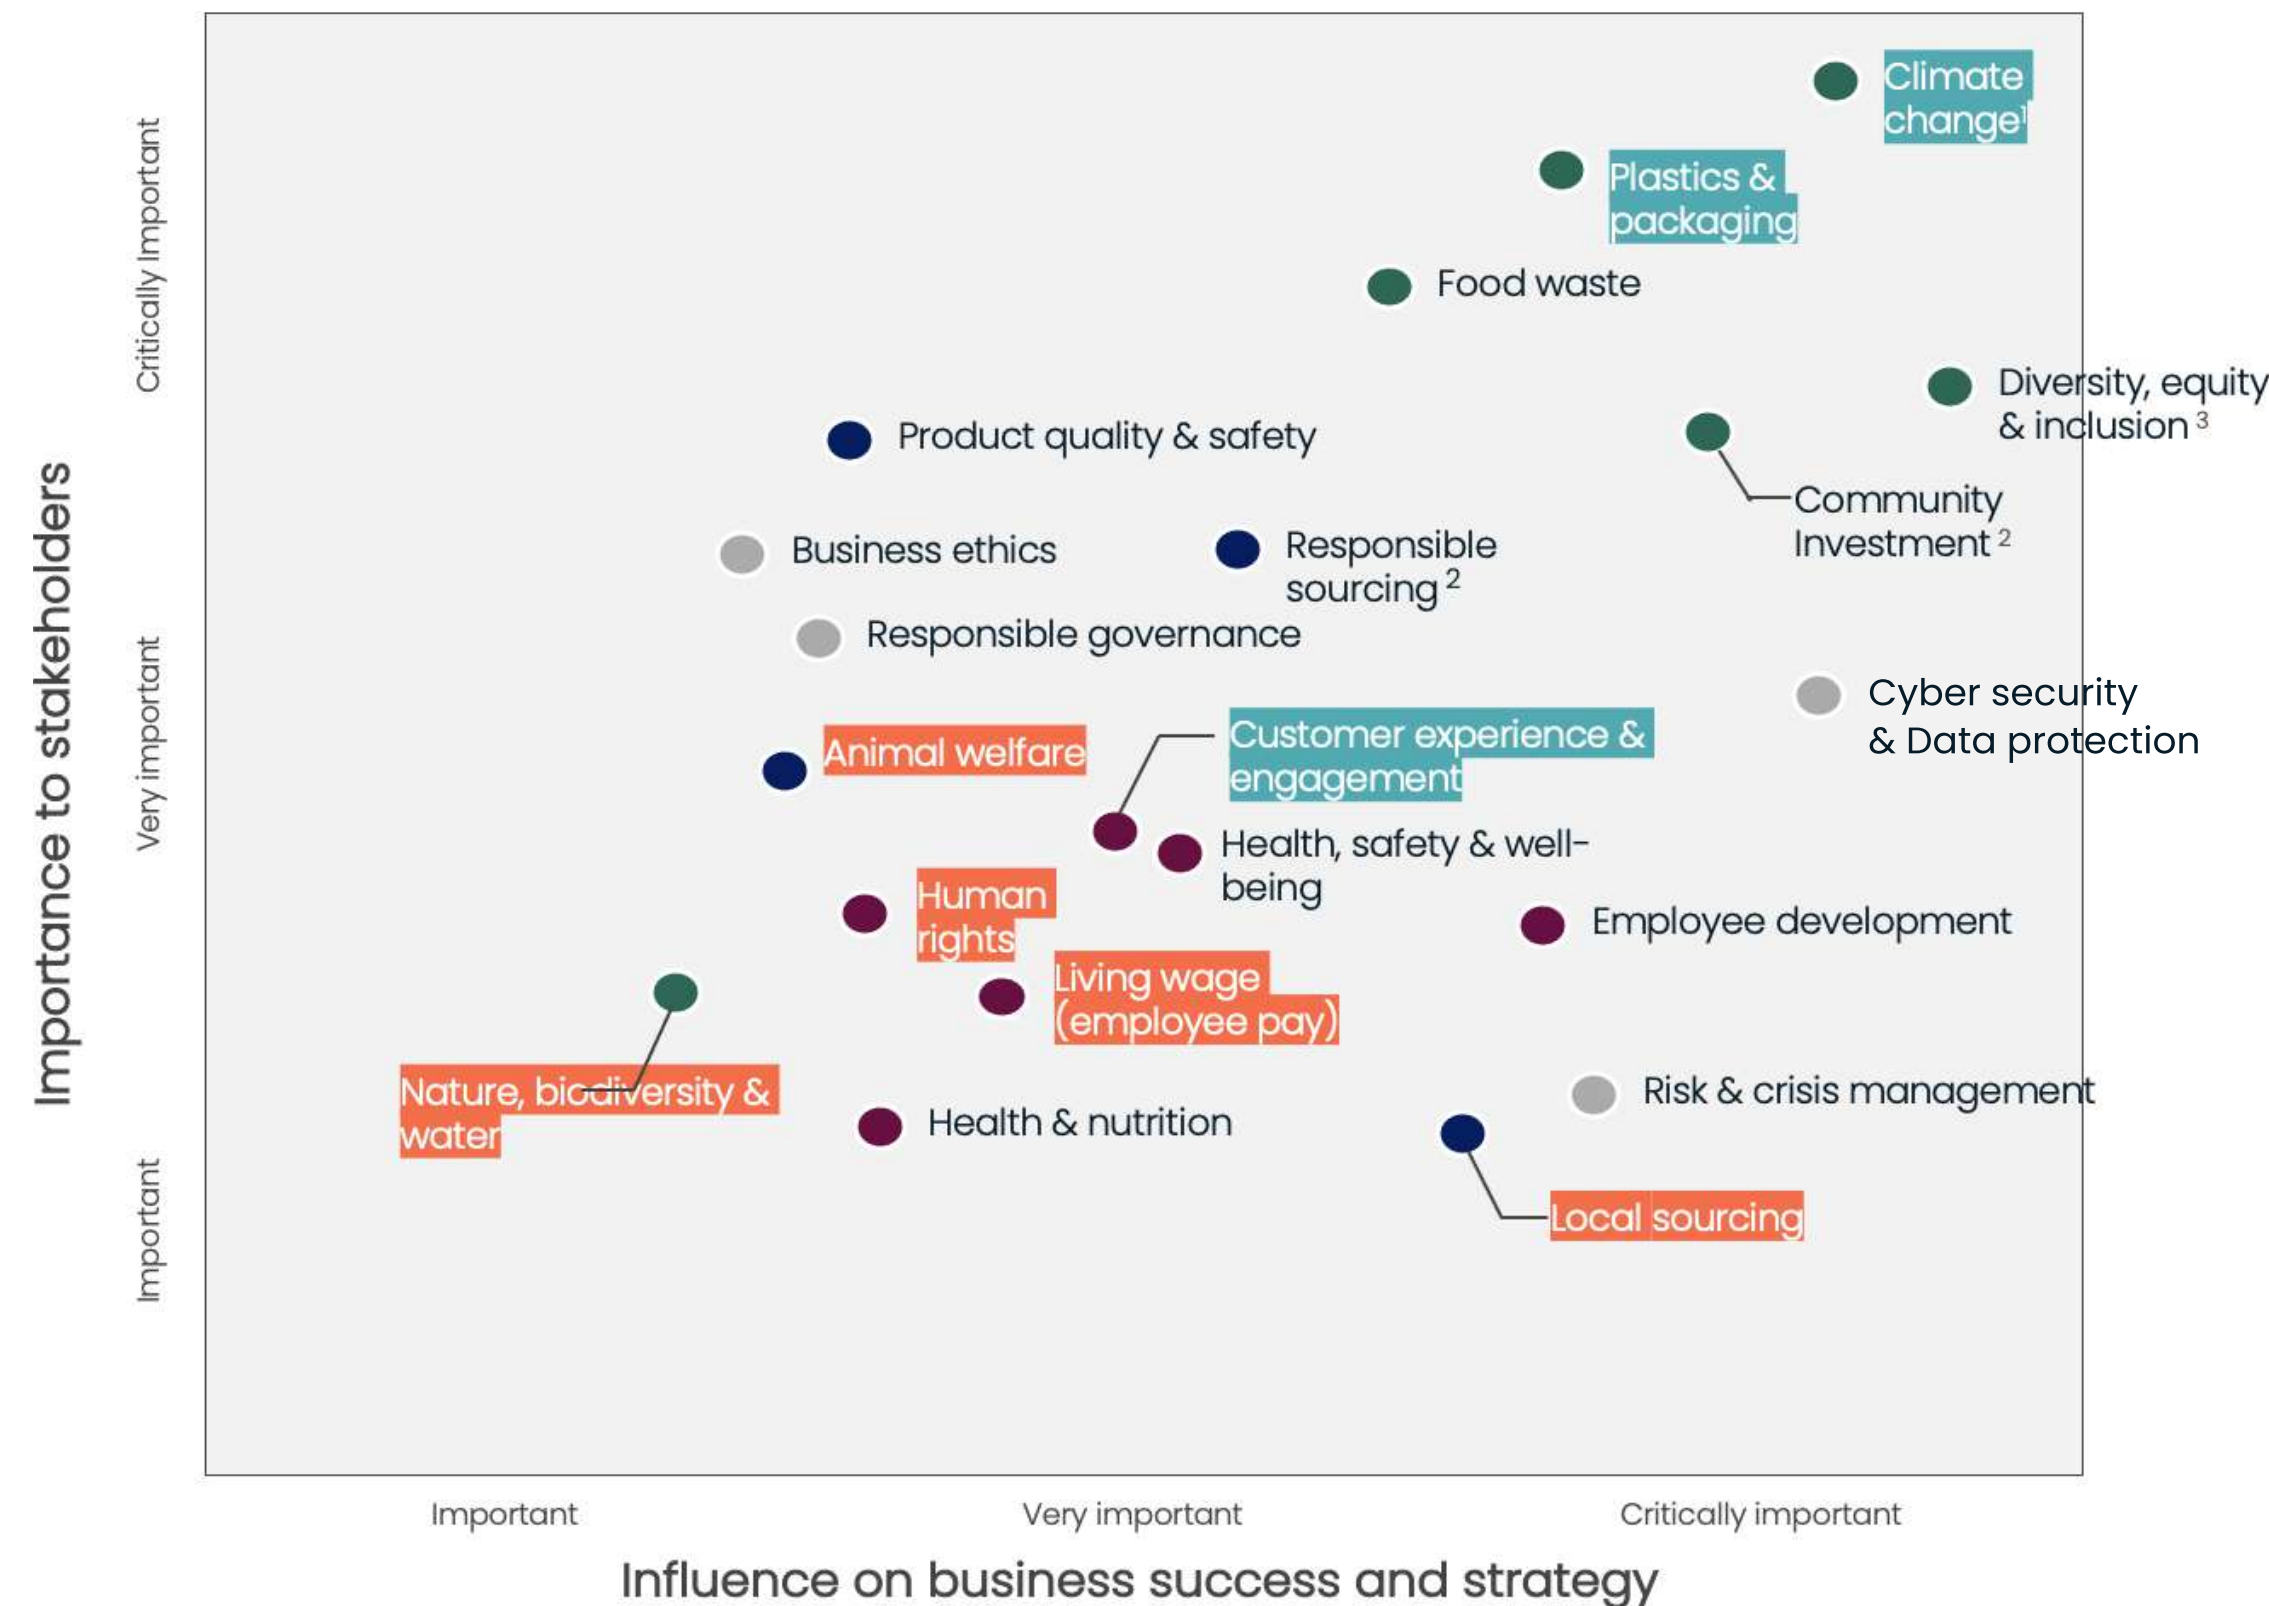 Climate
change¹
Plastics &
packaging
Food waste
Diversity, equity
& inclusion ³
Product quality & safety
Community
Investment ²
Business ethics
Responsible
sourcing ²
Responsible governance
Cyber security
& Data protection
Animal welfare
Customer experience &
engagement
Health, safety & well-
being
Human
rights
Employee development
Living wage
(employee pay)
Nature, biodiversity &
water
Risk & crisis management
Health & nutrition
Local sourcing
Importance to stakeholders
Critically Important
Very important
Important
Important
Very important
Critically important
Influence on business success and strategy